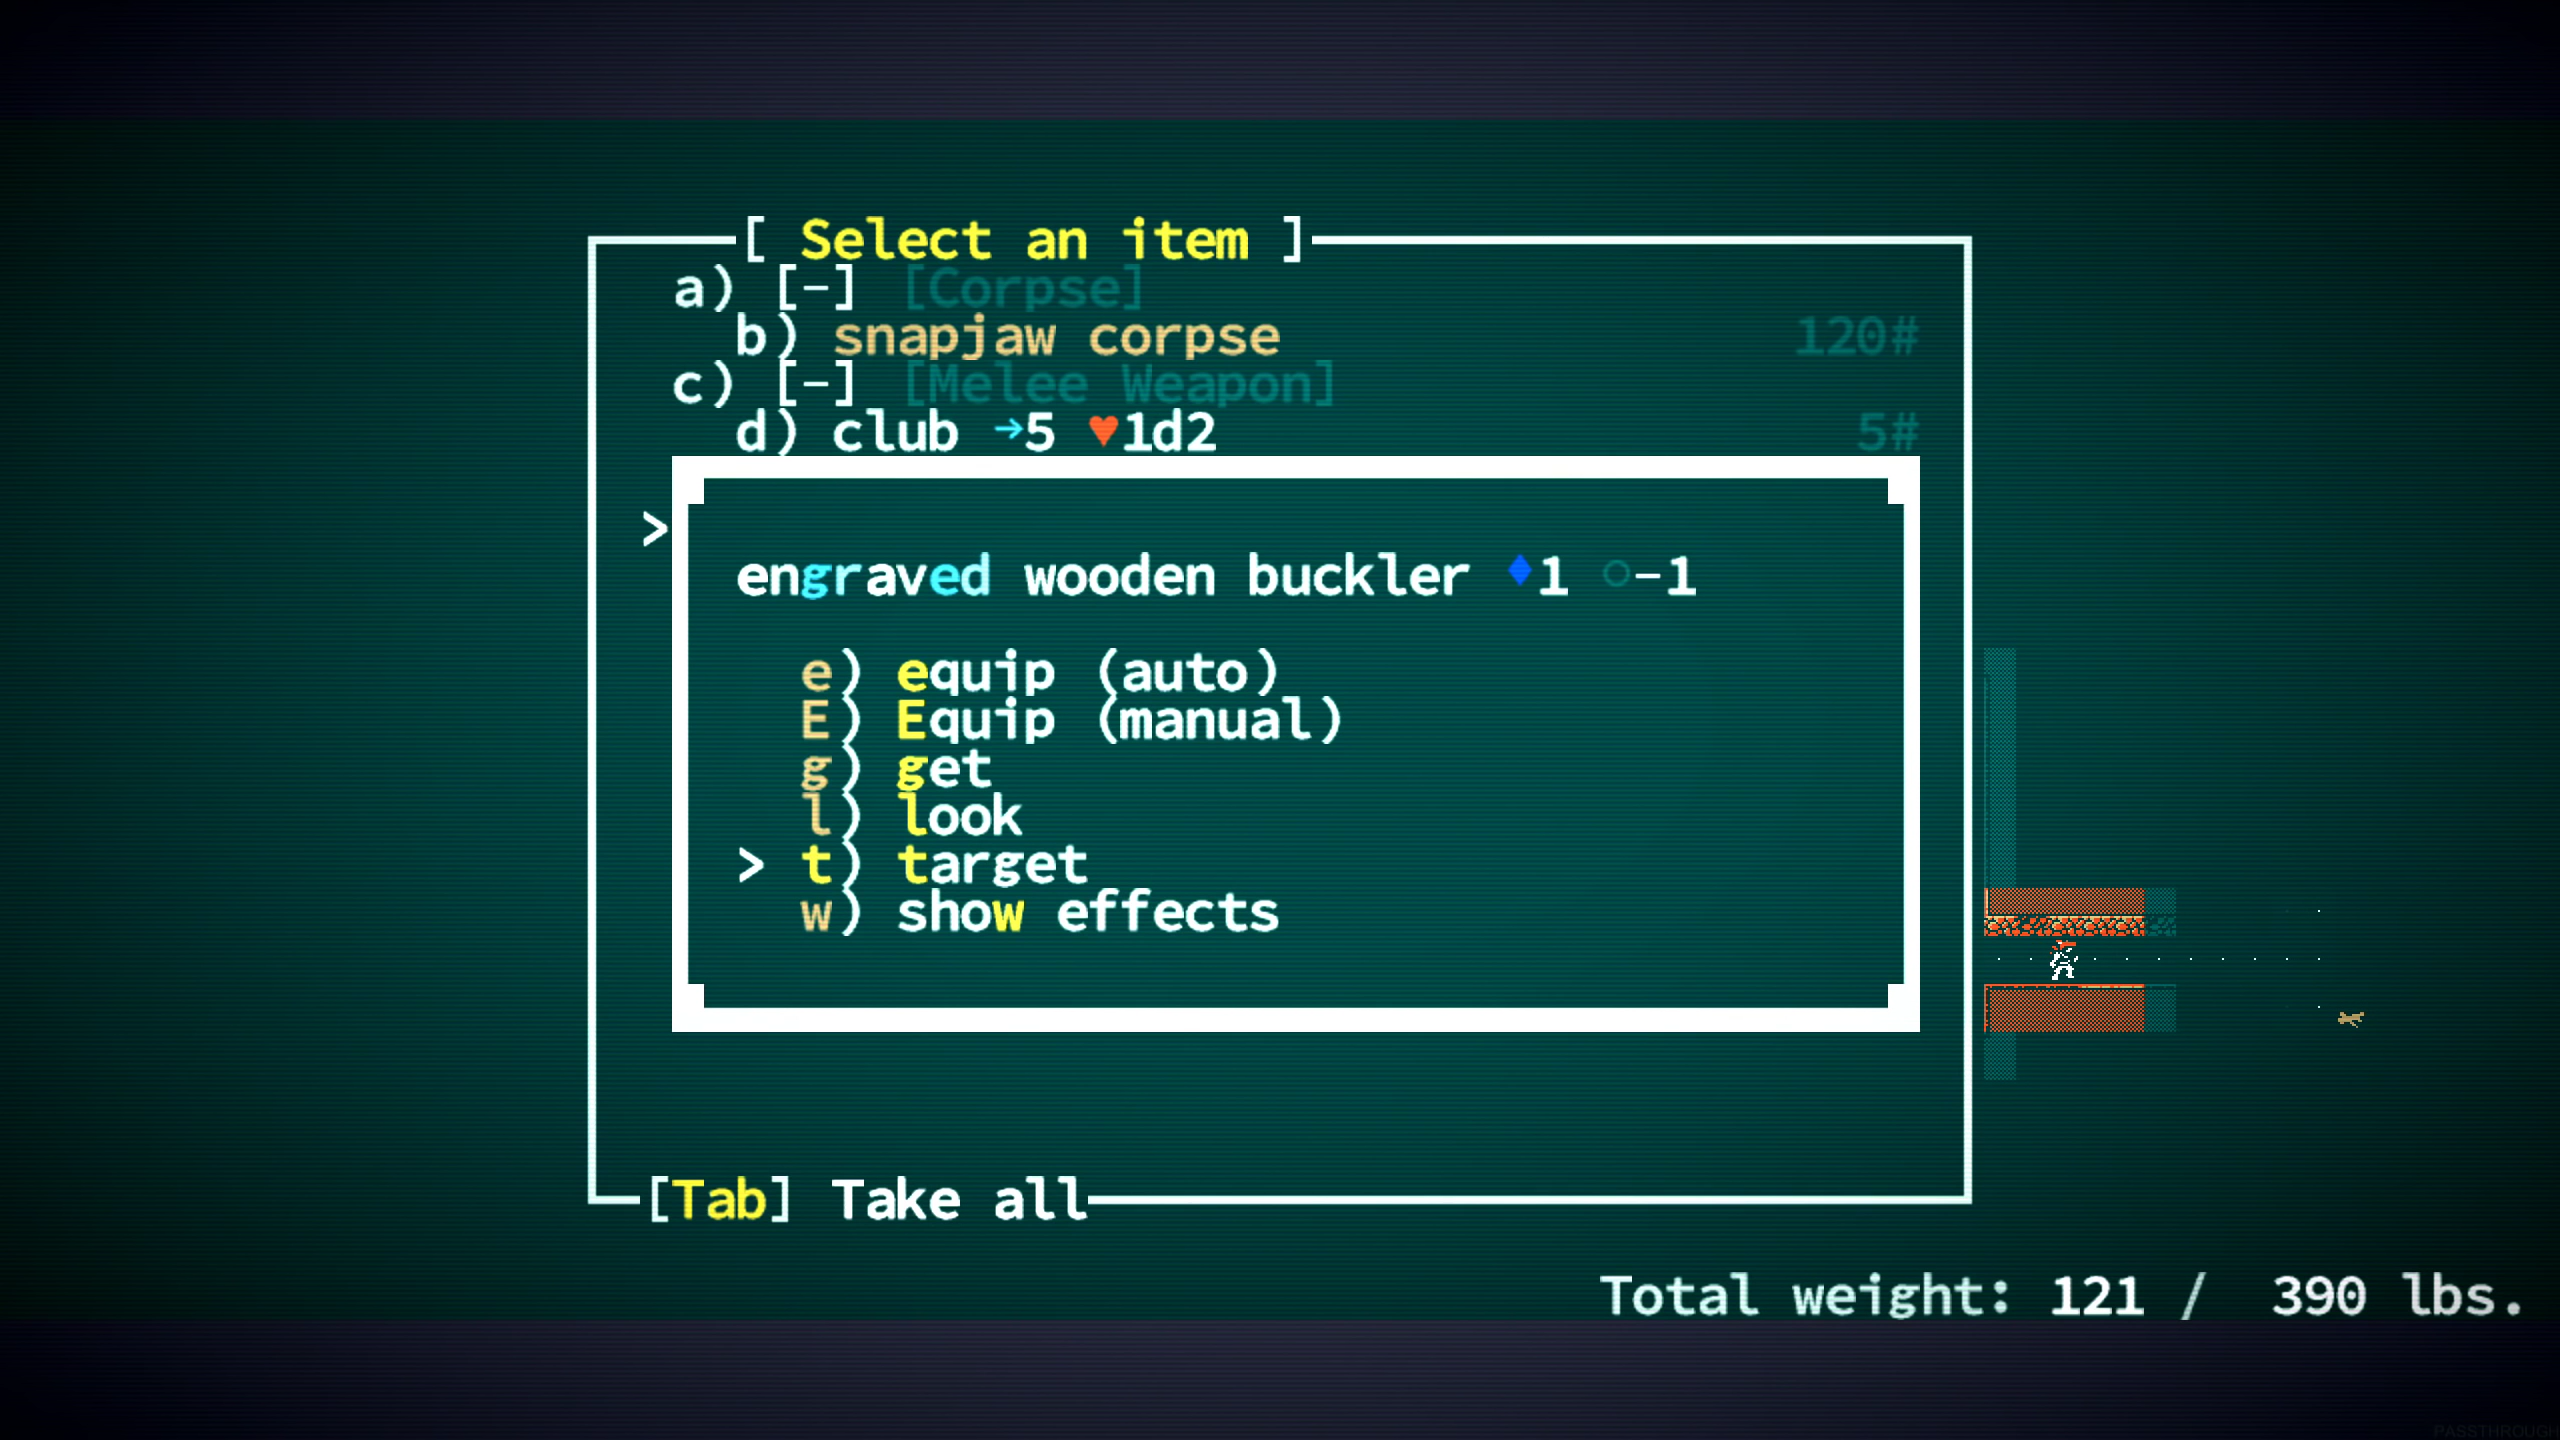 [ Select an item ]
a) [-] [Corpse]
b) snapjaw corpse 120#
c) [-] [Melee Weapon]
d) club →5 ♥1d2 5#
>
engraved wooden buckler ♦1 ○-1
e) equip (auto)
E) Equip (manual)
g) get
l) look
> t) target
w) show effects
[Tab] Take all
Total weight: 121 / 390 lbs.
PASSTHROUGH